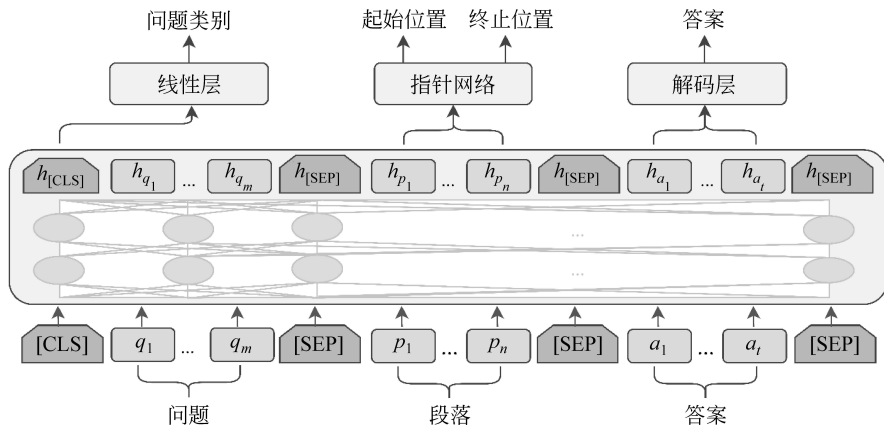 问题类别 起始位置 终止位置 答案
线性层 指针网络 解码层
h[CLS] hq1 ... hqm h[SEP] hp1 ... hpn h[SEP] ha1 ... hat h[SEP]
...
...
[CLS] q1 ... qm [SEP] p1 ... pn [SEP] a1 ... at [SEP]
问题 段落 答案